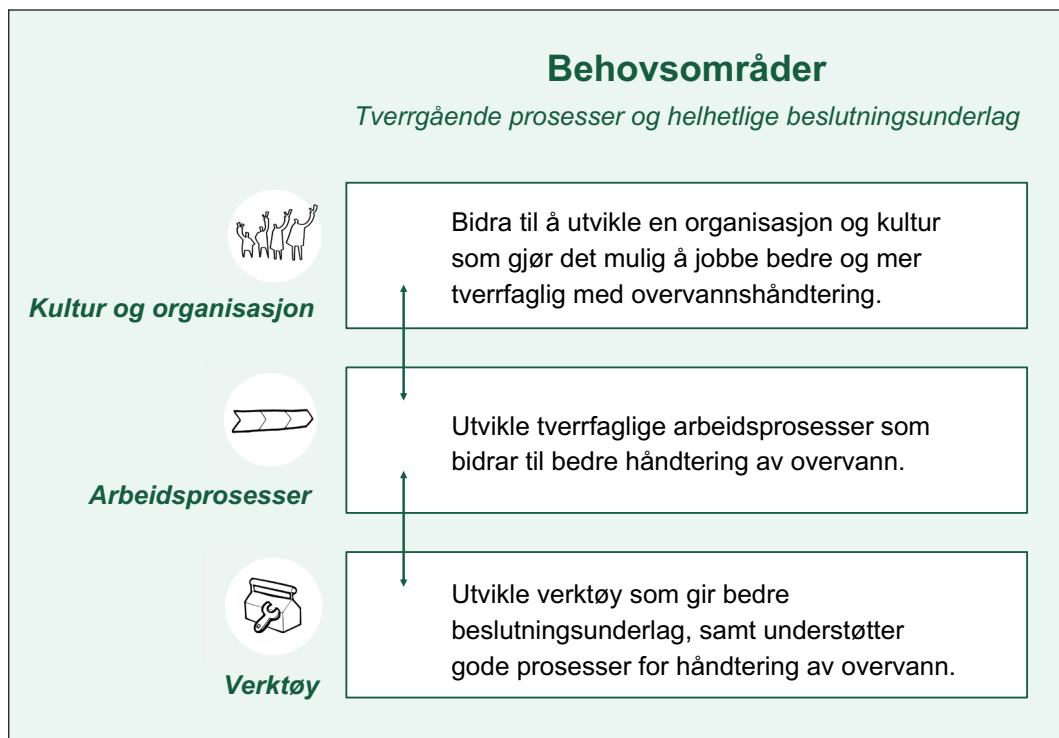 Behovsområder
Tverrgående prosesser og helhetlige beslutningsunderlag
Kultur og organisasjon
Bidra til å utvikle en organisasjon og kultur
som gjør det mulig å jobbe bedre og mer
tverrfaglig med overvannshåndtering.
Arbeidsprosesser
Utvikle tverrfaglige arbeidsprosesser som
bidrar til bedre håndtering av overvann.
Verktøy
Utvikle verktøy som gir bedre
beslutningsunderlag, samt understøtter
gode prosesser for håndtering av overvann.